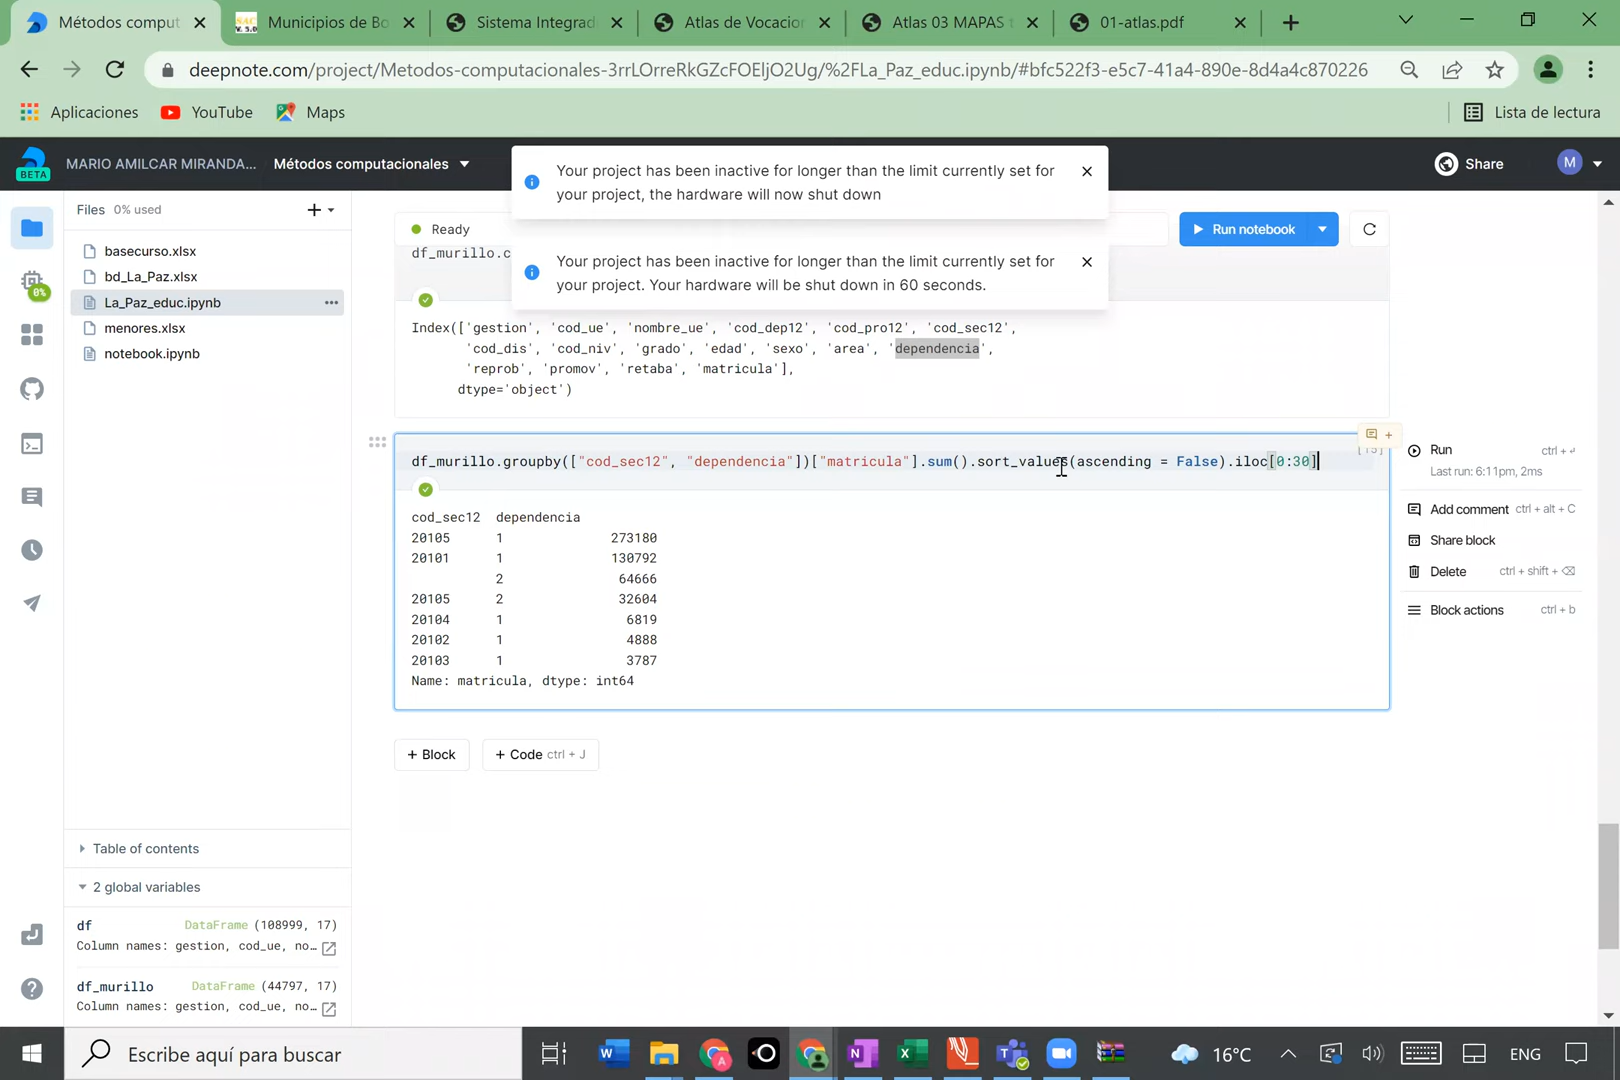 Métodos comput
Municipios de Bo
Sistema Integrad
Atlas de Vocacion
Atlas 03 MAPAS t
01-atlas.pdf
deepnote.com/project/Metodos-computacionales-3rrLOrreRkGZcFOEljO2Ug/%2FLa_Paz_educ.ipynb/#bfc522f3-e5c7-41a4-890e-8d4a4c870226
Aplicaciones
YouTube
Maps
Lista de lectura
BETA
MARIO AMILCAR MIRANDA...
Métodos computacionales
Share
M
Your project has been inactive for longer than the limit currently set for
your project, the hardware will now shut down
Your project has been inactive for longer than the limit currently set for
your project. Your hardware will be shut down in 60 seconds.
Files 0% used
basecurso.xlsx
bd_La_Paz.xlsx
La_Paz_educ.ipynb
menores.xlsx
notebook.ipynb
0%
Ready
Run notebook
df_murillo.c
Index(['gestion', 'cod_ue', 'nombre_ue', 'cod_dep12', 'cod_pro12', 'cod_sec12',
'cod_dis', 'cod_niv', 'grado', 'edad', 'sexo', 'area', 'dependencia',
'reprob', 'promov', 'retaba', 'matricula'],
dtype='object')
df_murillo.groupby(["cod_sec12", "dependencia"])["matricula"].sum().sort_values(ascending = False).iloc[0:30]
[15]
cod_sec12 dependencia
20105 1 273180
20101 1 130792
2 64666
20105 2 32604
20104 1 6819
20102 1 4888
20103 1 3787
Name: matricula, dtype: int64
Run ctrl + ↵
Last run: 6:11pm, 2ms
Add comment ctrl + alt + C
Share block
Delete ctrl + shift + ⌫
Block actions ctrl + b
+ Block
+ Code ctrl + J
Table of contents
2 global variables
df DataFrame (108999, 17)
Column names: gestion, cod_ue, no...
df_murillo DataFrame (44797, 17)
Column names: gestion, cod_ue, no...
Escribe aquí para buscar
16°C
ENG